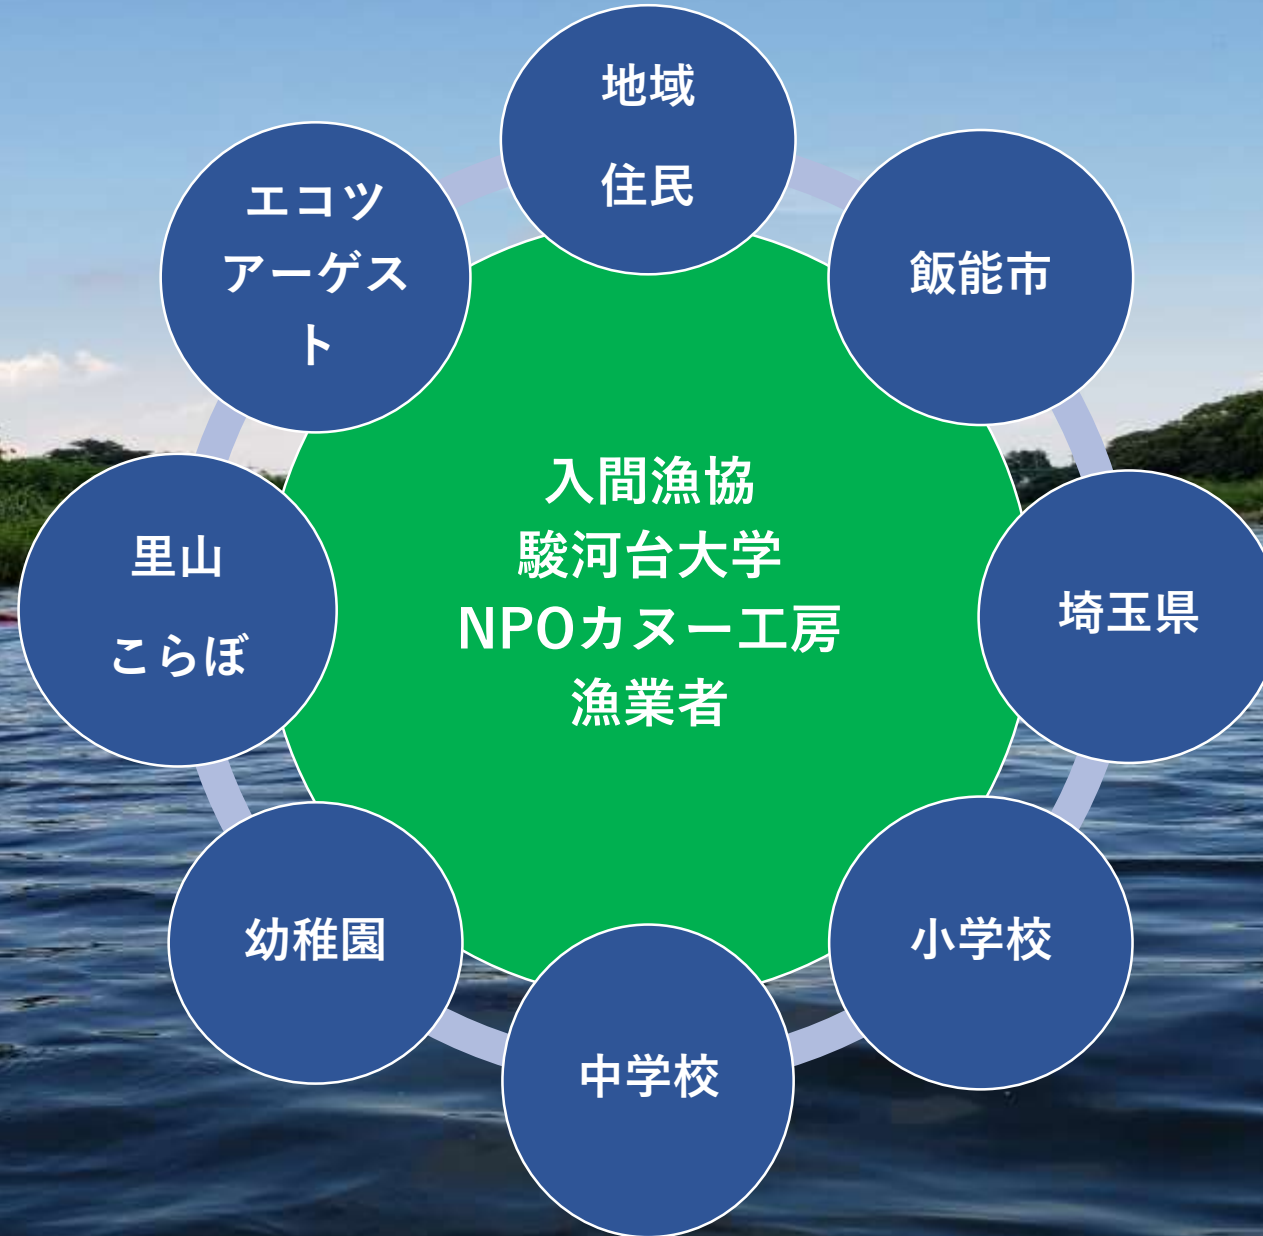 地域
住民
エコツ
アーゲス
ト
飯能市
入間漁協
駿河台大学
NPOカヌー工房
漁業者
里山
こらぼ
埼玉県
幼稚園
小学校
中学校